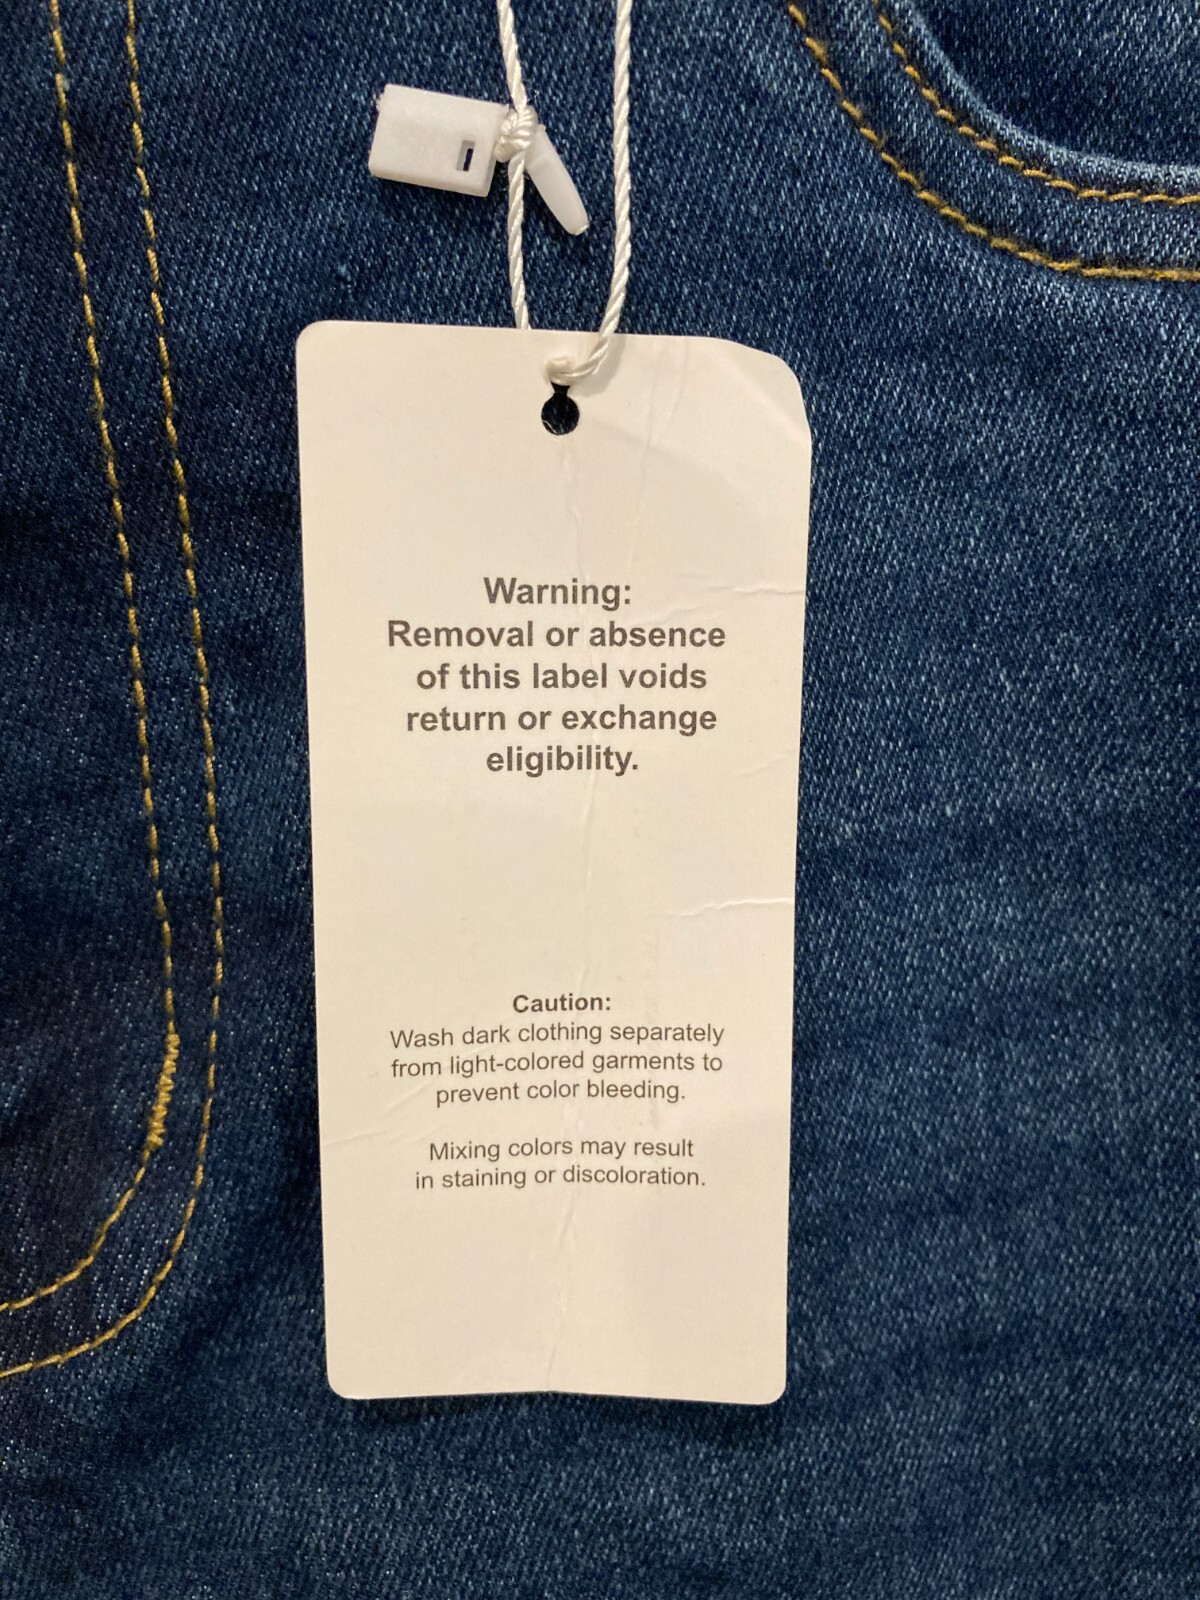 Warning:
Removal or absence
of this label voids
return or exchange
eligibility.
Caution:
Wash dark clothing separately
from light-colored garments to
prevent color bleeding.
Mixing colors may result
in staining or discoloration.